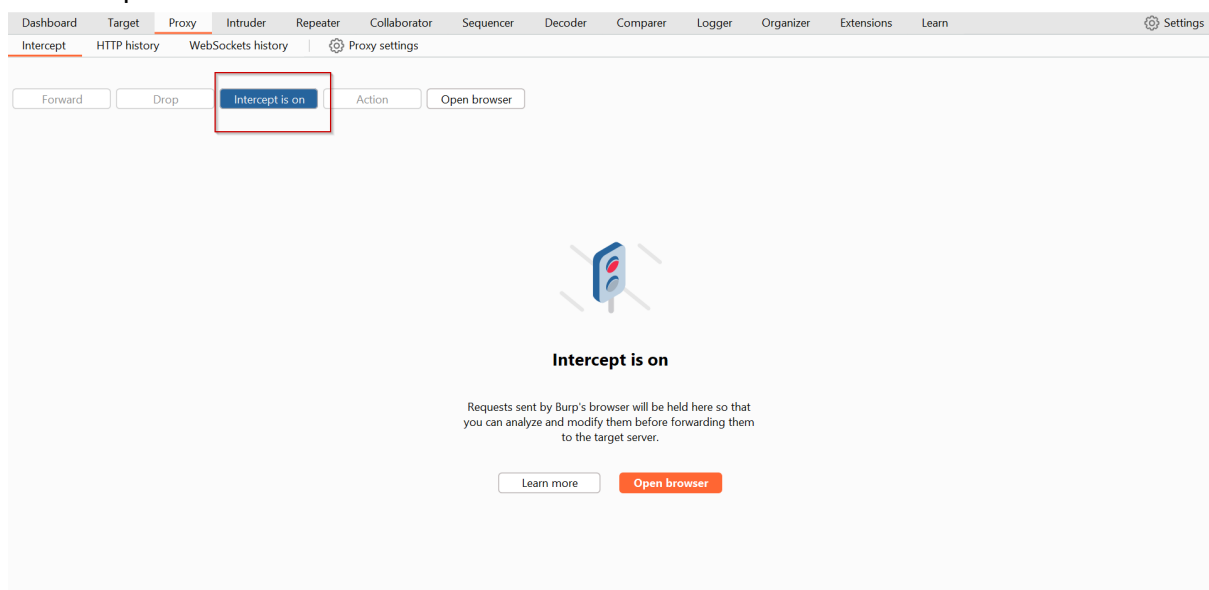 Dashboard Target Proxy Intruder Repeater Collaborator Sequencer Decoder Comparer Logger Organizer Extensions Learn Settings
Intercept HTTP history WebSockets history Proxy settings
Forward Drop Intercept is on Action Open browser
Intercept is on
Requests sent by Burp's browser will be held here so that
you can analyze and modify them before forwarding them
to the target server.
Learn more Open browser